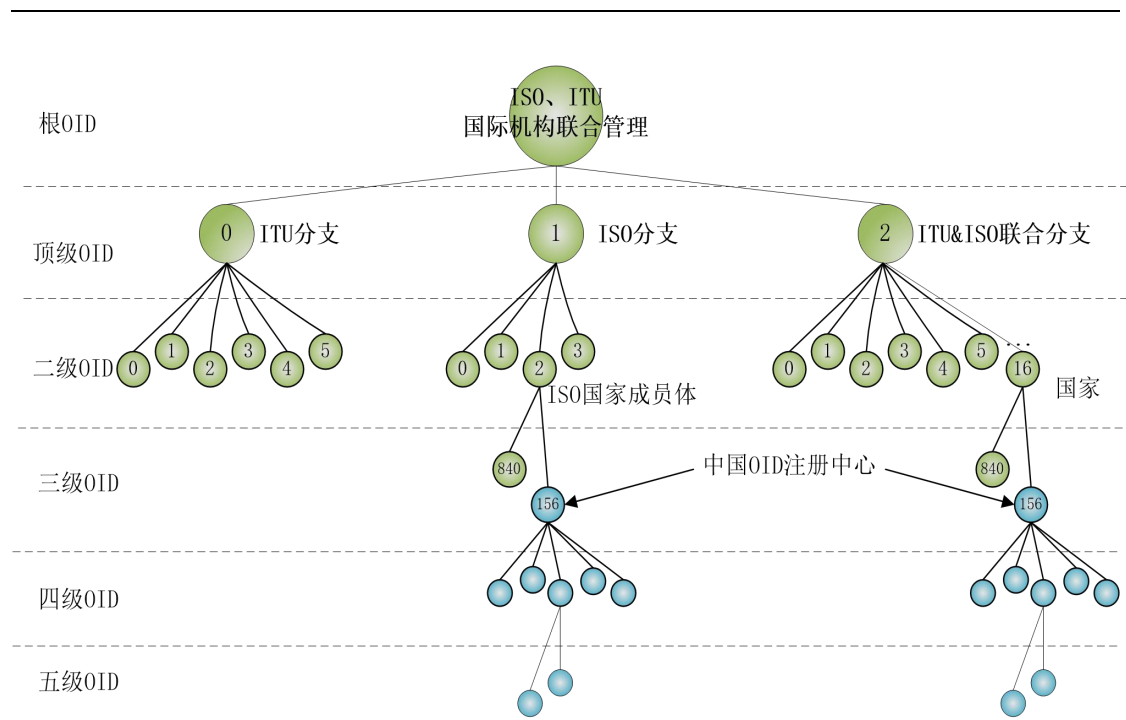 ISO、ITU
国际机构联合管理
根OID
0 ITU分支
1 ISO分支
2 ITU&ISO联合分支
顶级OID
二级OID
0 1 2 3 4 5
0 1 2 3
0 1 2 3 4 5 ... 16
ISO国家成员体
国家
三级OID
840
156
中国OID注册中心
840
156
四级OID
五级OID